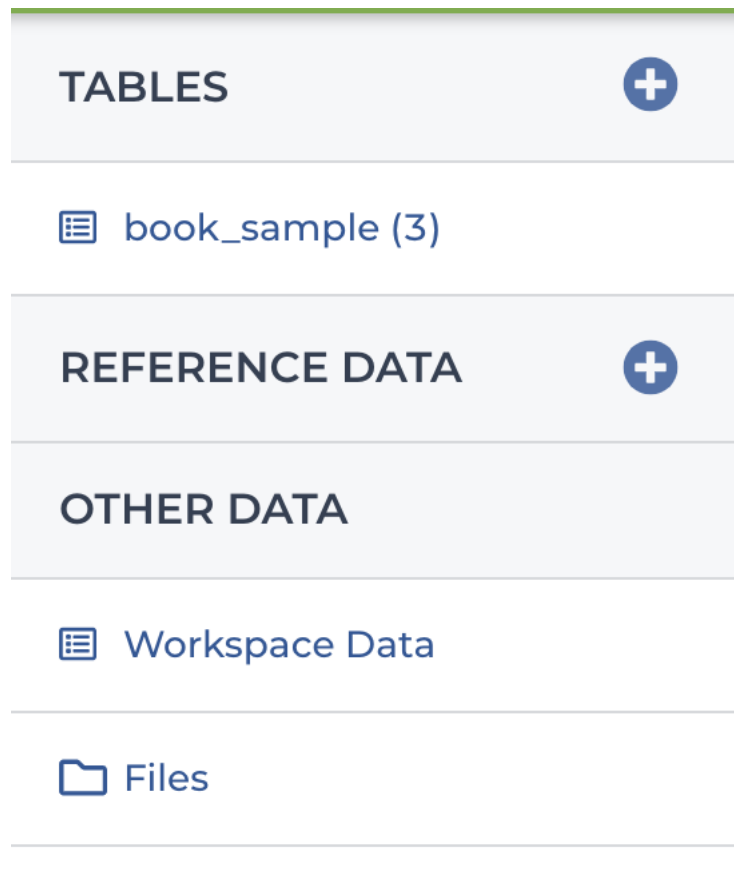 TABLES
book_sample (3)
REFERENCE DATA
OTHER DATA
Workspace Data
Files